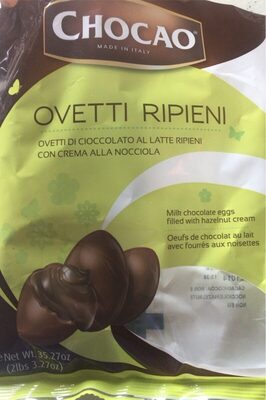 CHOCAO
MADE IN ITALY
OVETTI RIPIENI
OVETTI DI CIOCCOLATO AL LATTE RIPIENI
CON CREMA ALLA NOCCIOLA
Milk chocolate eggs
filled with hazelnut cream
Oeufs de chocolat au lait
avec fourrés aux noisettes
Net Wt. 35.27oz
(2lbs 3.27oz)